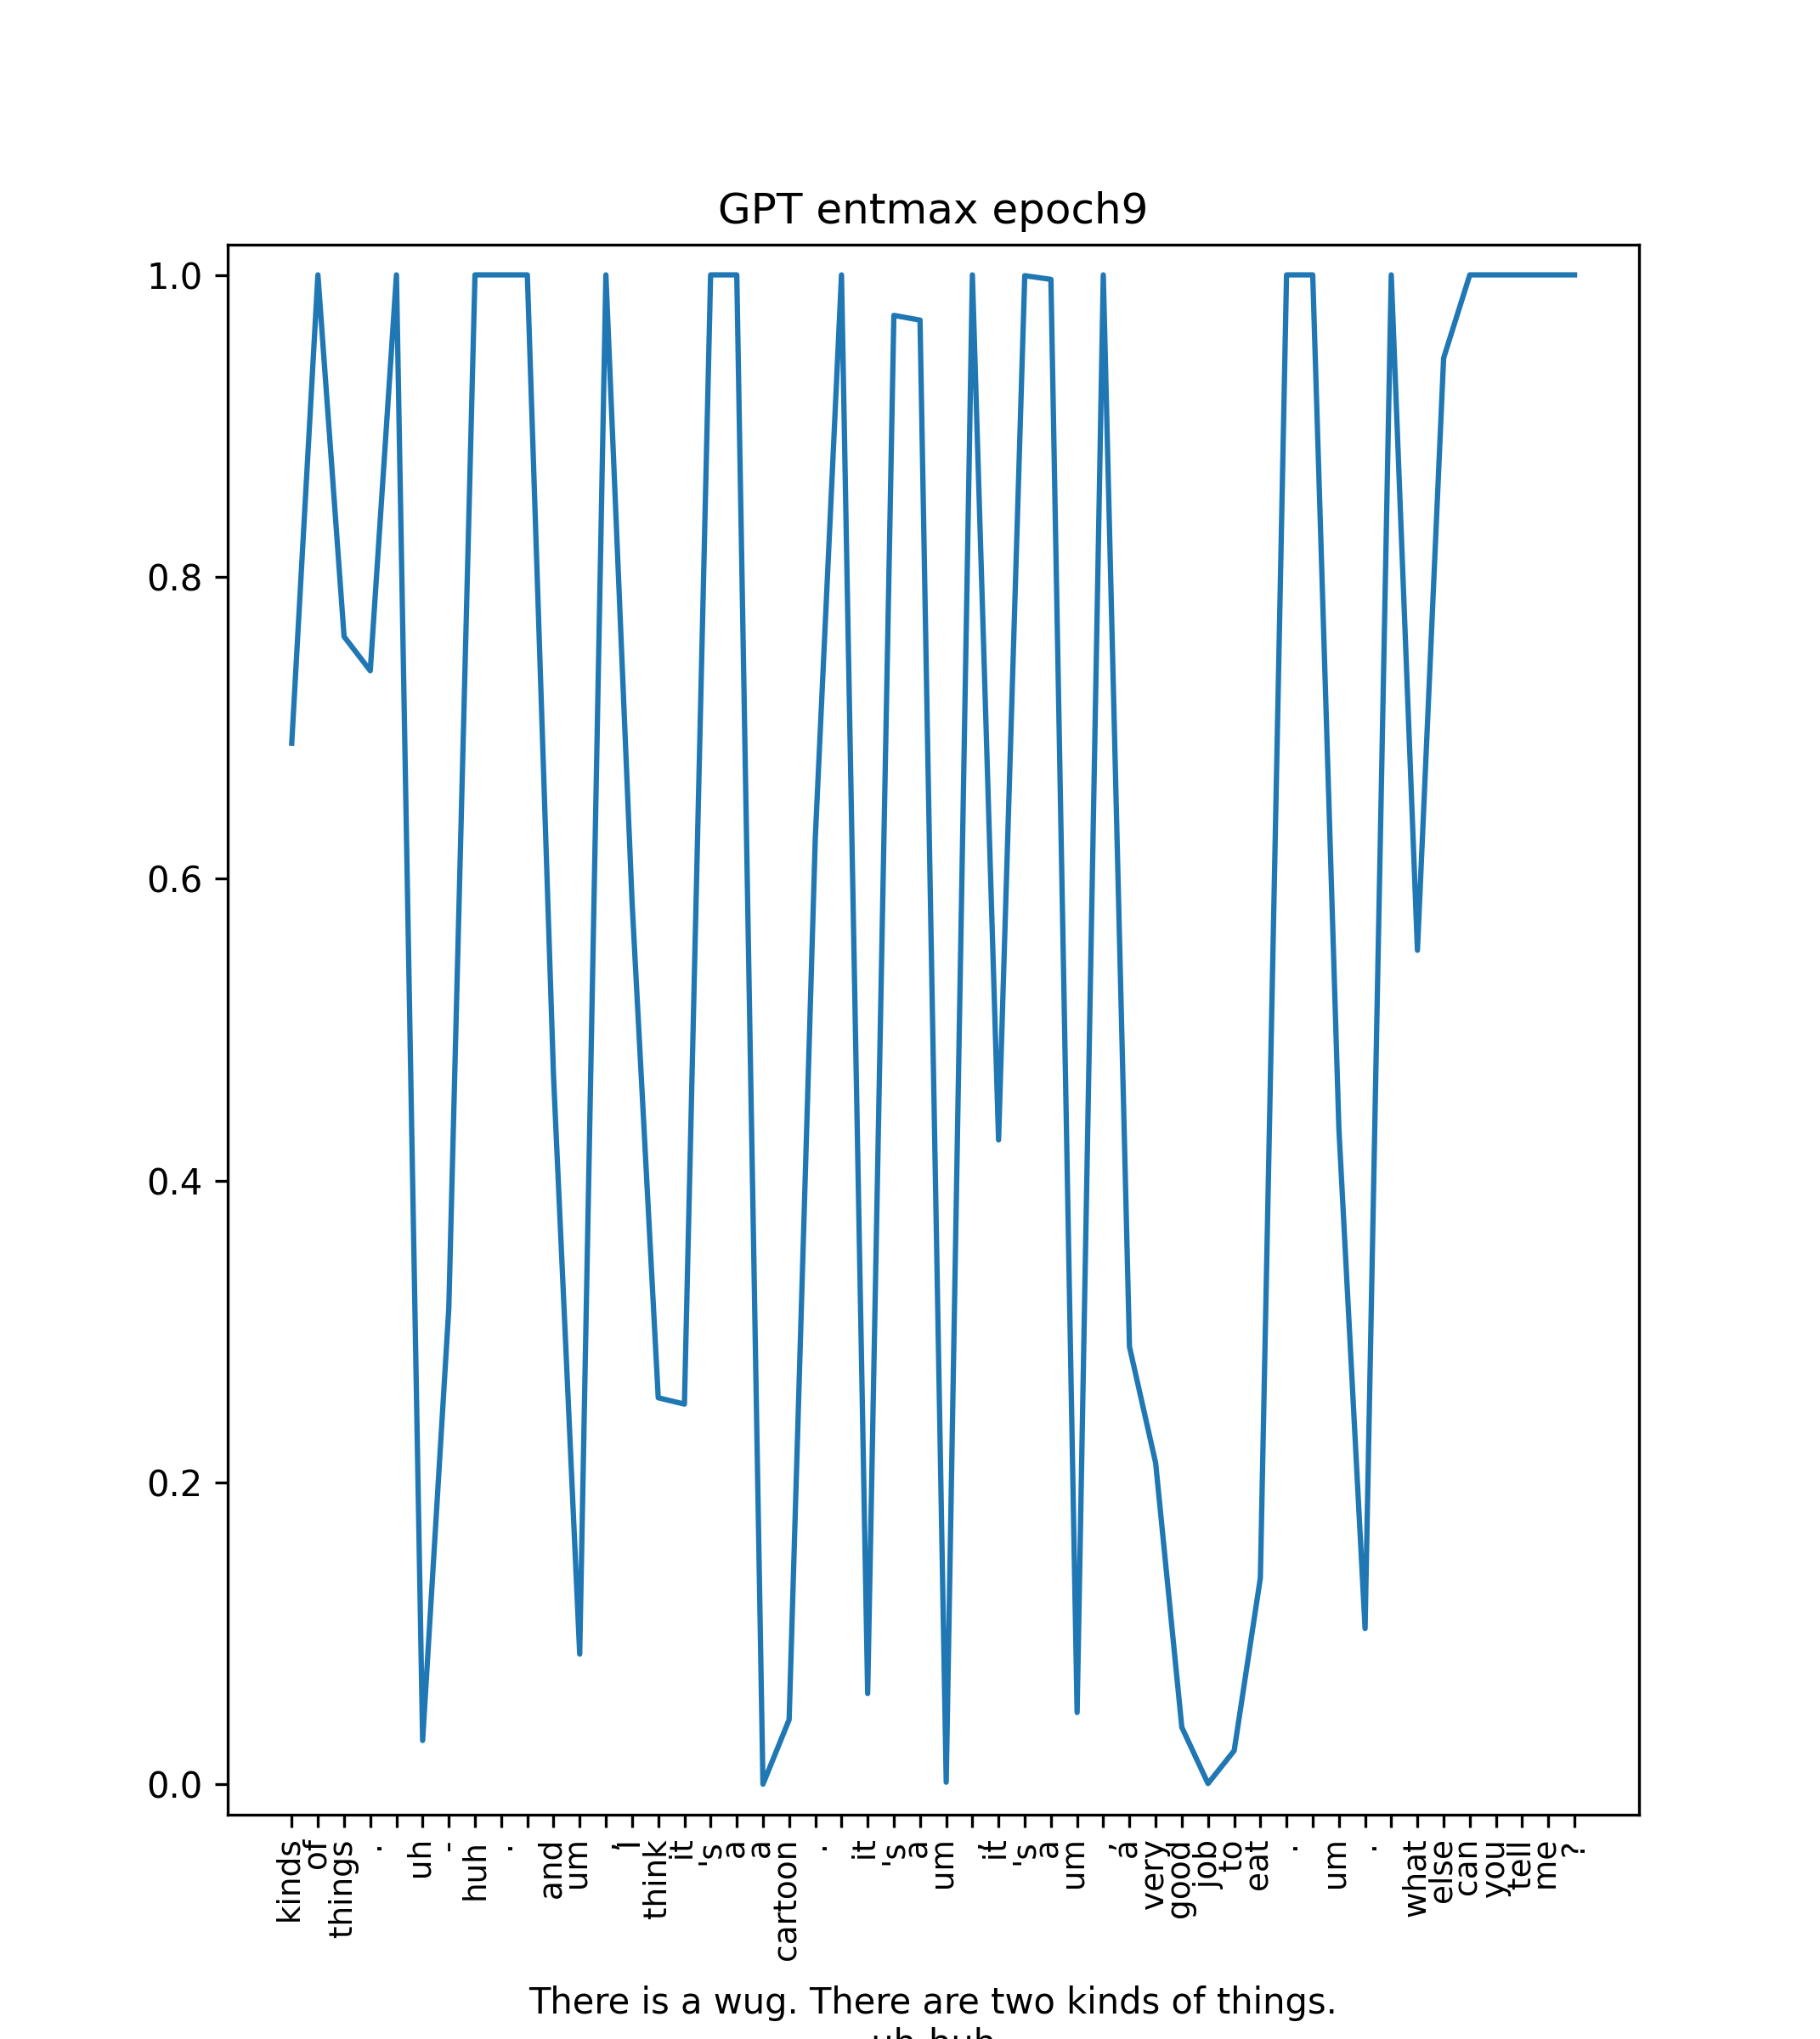 GPT entmax epoch9
1.0
0.8
0.6
0.4
0.2
0.0
kinds
of
things
.
uh
-
huh
.
and
um
,
I
think
it
's
a
a
cartoon
.
it
's
a
um
,
it
's
a
um
,
a
very
good
job
to
eat
.
um
.
what
else
can
you
tell
me
?
There is a wug. There are two kinds of things.